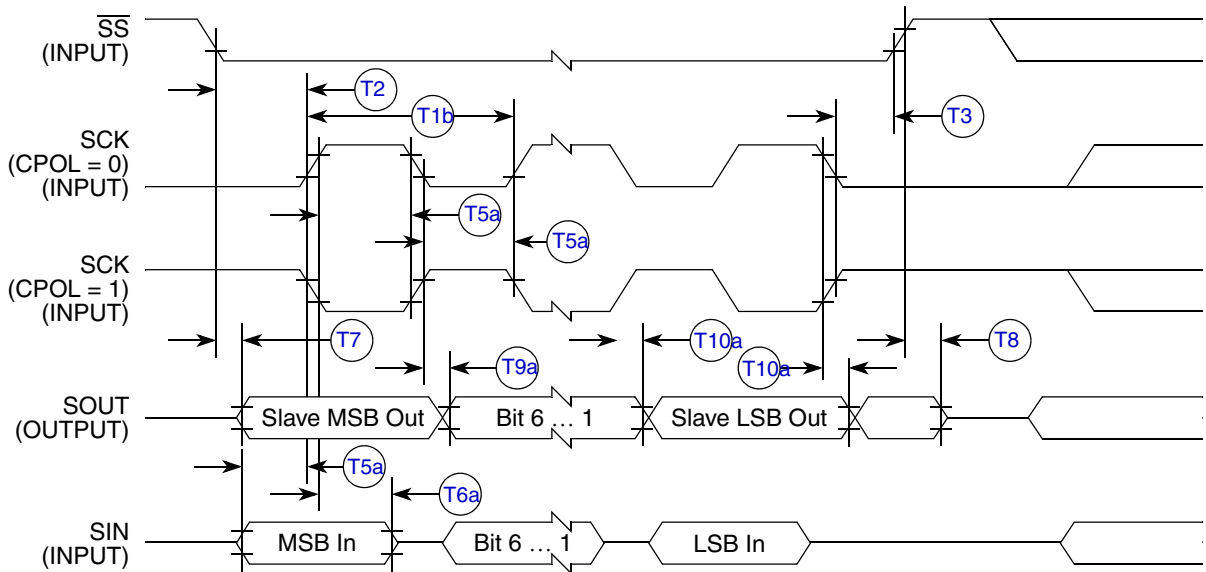 SS
(INPUT)
T2
T1b
T3
SCK
(CPOL = 0)
(INPUT)
T5a
T5a
SCK
(CPOL = 1)
(INPUT)
T7
T9a
T10a
T10a
T8
SOUT
(OUTPUT)
Slave MSB Out
Bit 6 … 1
Slave LSB Out
T5a
T6a
SIN
(INPUT)
MSB In
Bit 6 … 1
LSB In